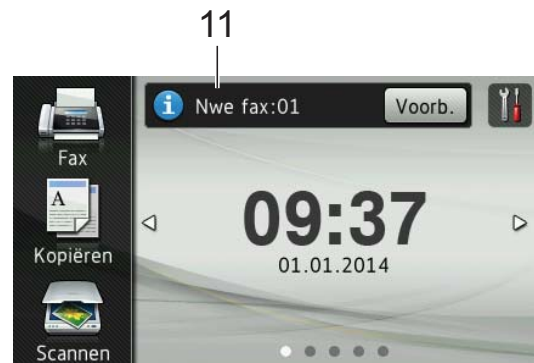 11
Nwe fax:01
Voorb.
Fax
A
Kopiëren
Scannen
09:37
01.01.2014